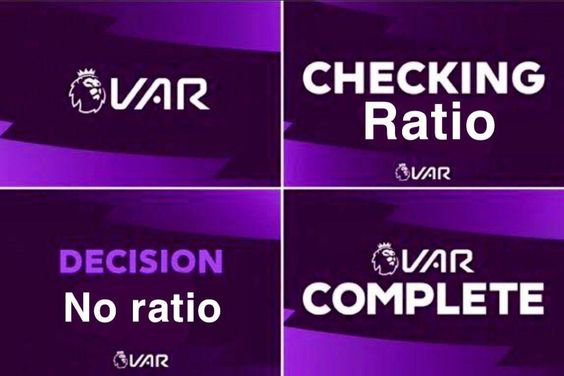 VAR
CHECKING
Ratio
VAR
DECISION
No ratio
VAR
VAR
COMPLETE